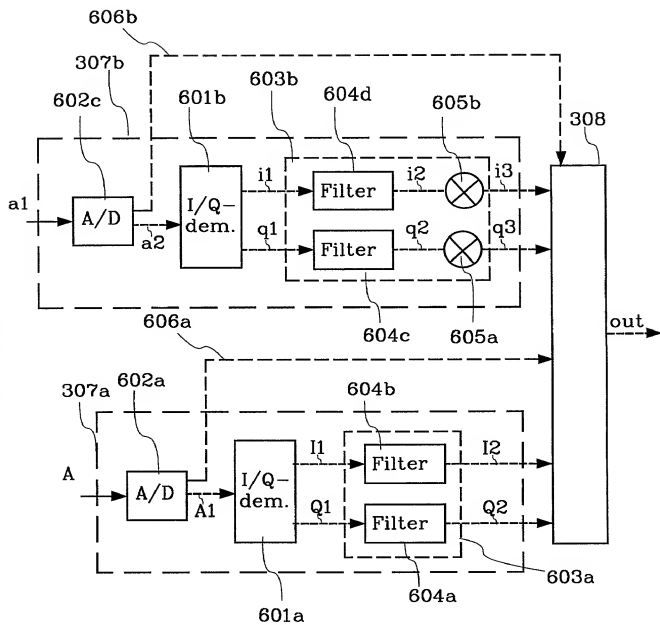 606b
307b
602c
601b
603b
604d
605b
308
a1
A/D
a2
I/Q-
dem.
i1
Filter
i2
i3
q1
Filter
q2
q3
604c
605a
606a
out
307a
602a
604b
A
A/D
A1
I/Q-
dem.
I1
Filter
I2
Q1
Filter
Q2
603a
601a
604a